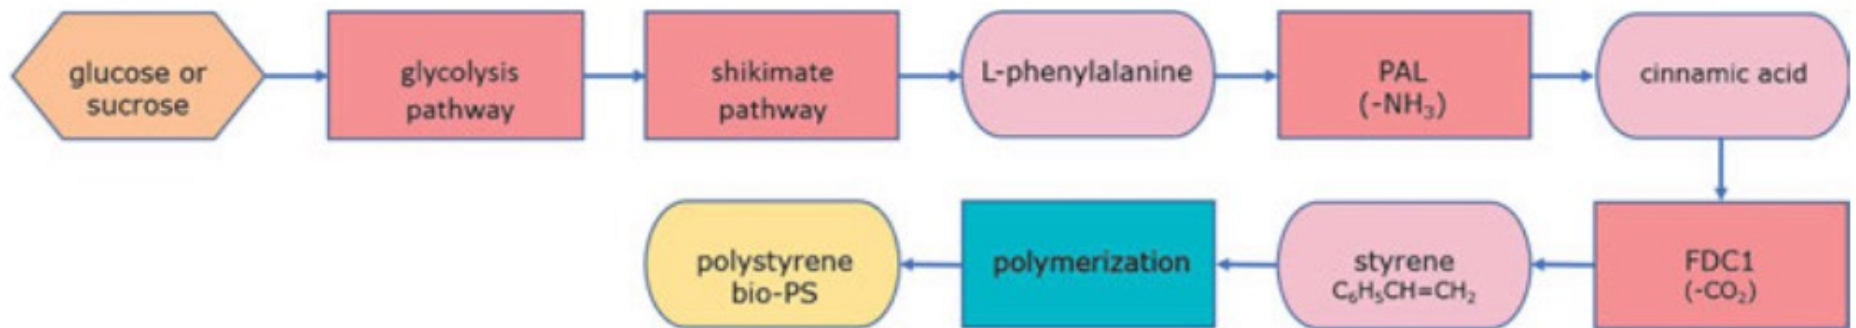 glucose or
sucrose
glycolysis
pathway
shikimate
pathway
L-phenylalanine
PAL
(-NH₃)
cinnamic acid
FDC1
(-CO₂)
styrene
C₆H₅CH=CH₂
polymerization
polystyrene
bio-PS